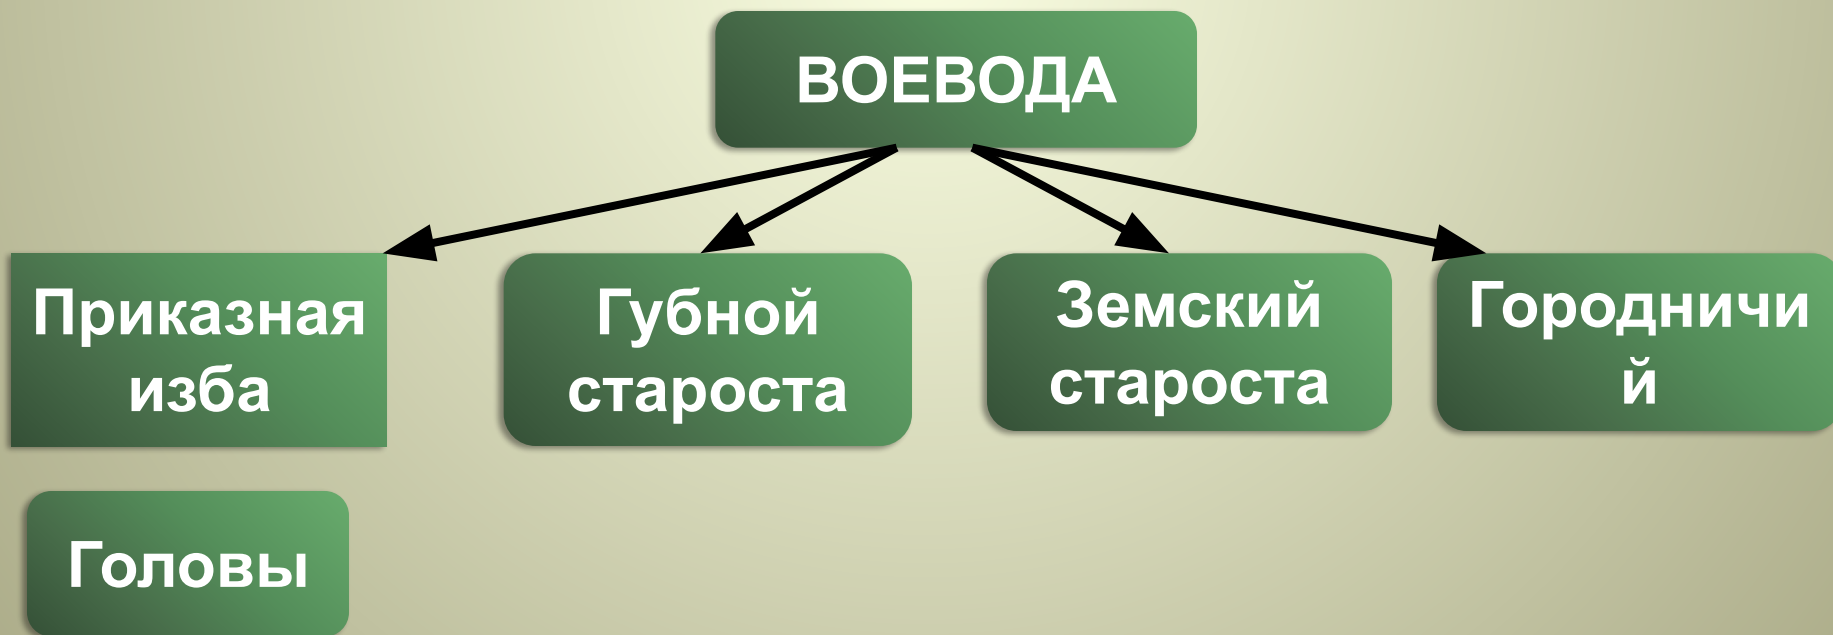 ВОЕВОДА
Приказная
изба
Губной
староста
Земский
староста
Городничи
й
Головы